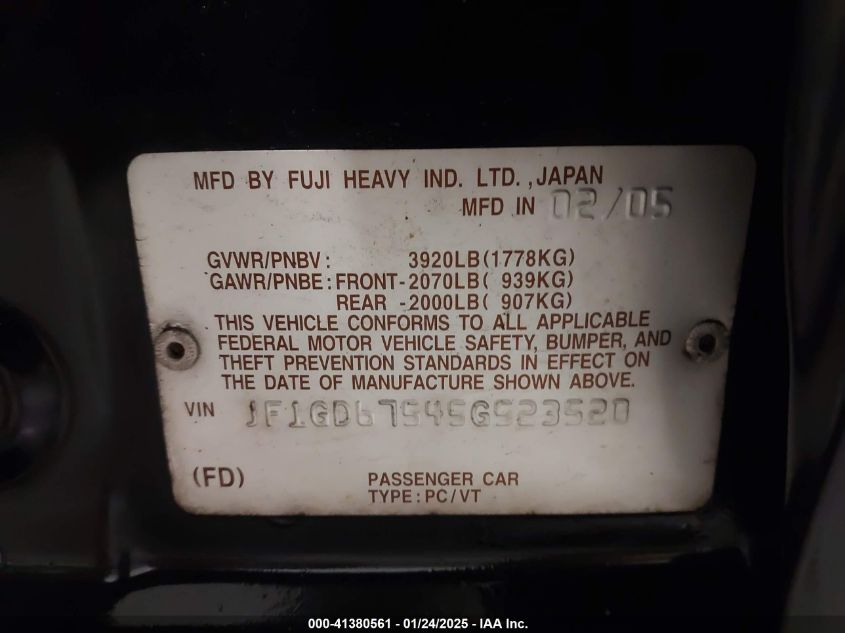 MFD BY FUJI HEAVY IND. LTD., JAPAN
MFD IN 02/05
GVWR/PNBV: 3920LB(1778KG)
GAWR/PNBE: FRONT-2070LB( 939KG)
REAR -2000LB( 907KG)
THIS VEHICLE CONFORMS TO ALL APPLICABLE
FEDERAL MOTOR VEHICLE SAFETY, BUMPER, AND
THEFT PREVENTION STANDARDS IN EFFECT ON
THE DATE OF MANUFACTURE SHOWN ABOVE.
VIN JF1GD67545G523520
(FD) PASSENGER CAR
TYPE: PC/VT
000-41380561 - 01/24/2025 - IAA Inc.